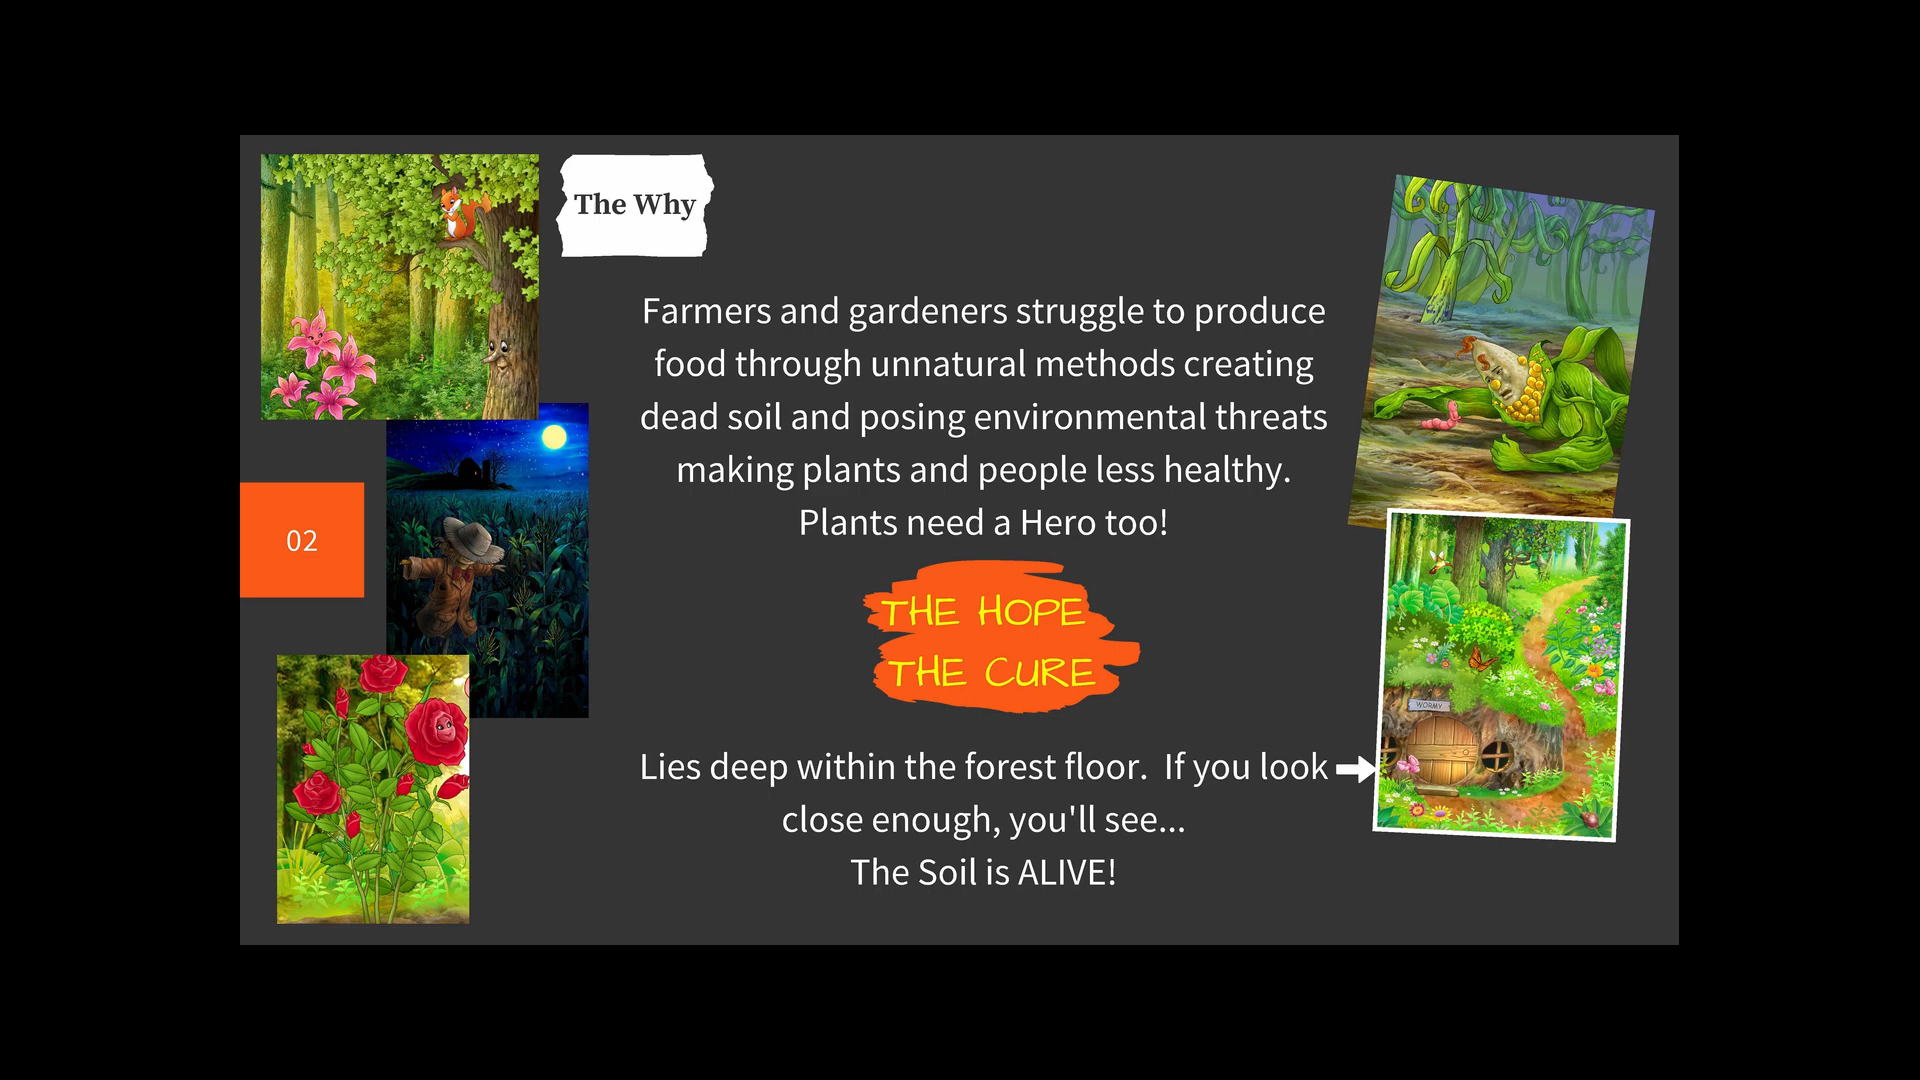 The Why
Farmers and gardeners struggle to produce
food through unnatural methods creating
dead soil and posing environmental threats
making plants and people less healthy.
Plants need a Hero too!
02
THE HOPE
THE CURE
WORMY
Lies deep within the forest floor.  If you look
close enough, you'll see...
The Soil is ALIVE!